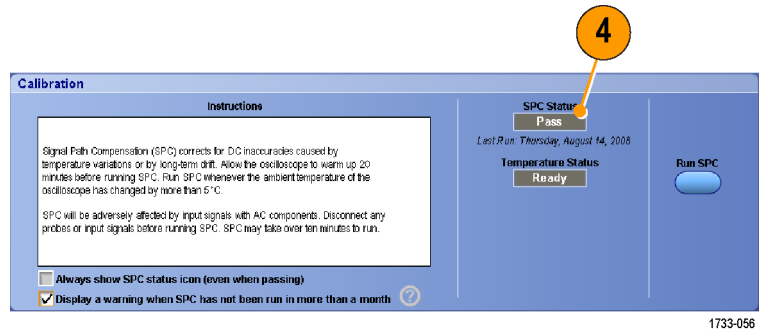 4
Calibration
Instructions
Signal Path Compensation (SPC) corrects for DC inaccuracies caused by
temperature variations or by long-term drift. Allow the oscilloscope to warm up 20
minutes before running SPC. Run SPC whenever the ambient temperature of the
oscilloscope has changed by more than 5°C.
SPC will be adversely affected by input signals with AC components. Disconnect any
probes or input signals before running SPC. SPC may take over ten minutes to run.
Always show SPC status icon (even when passing)
Display a warning when SPC has not been run in more than a month ?
SPC Status
Pass
Last Run: Thursday, August 14, 2008
Temperature Status
Ready
Run SPC
1733-056